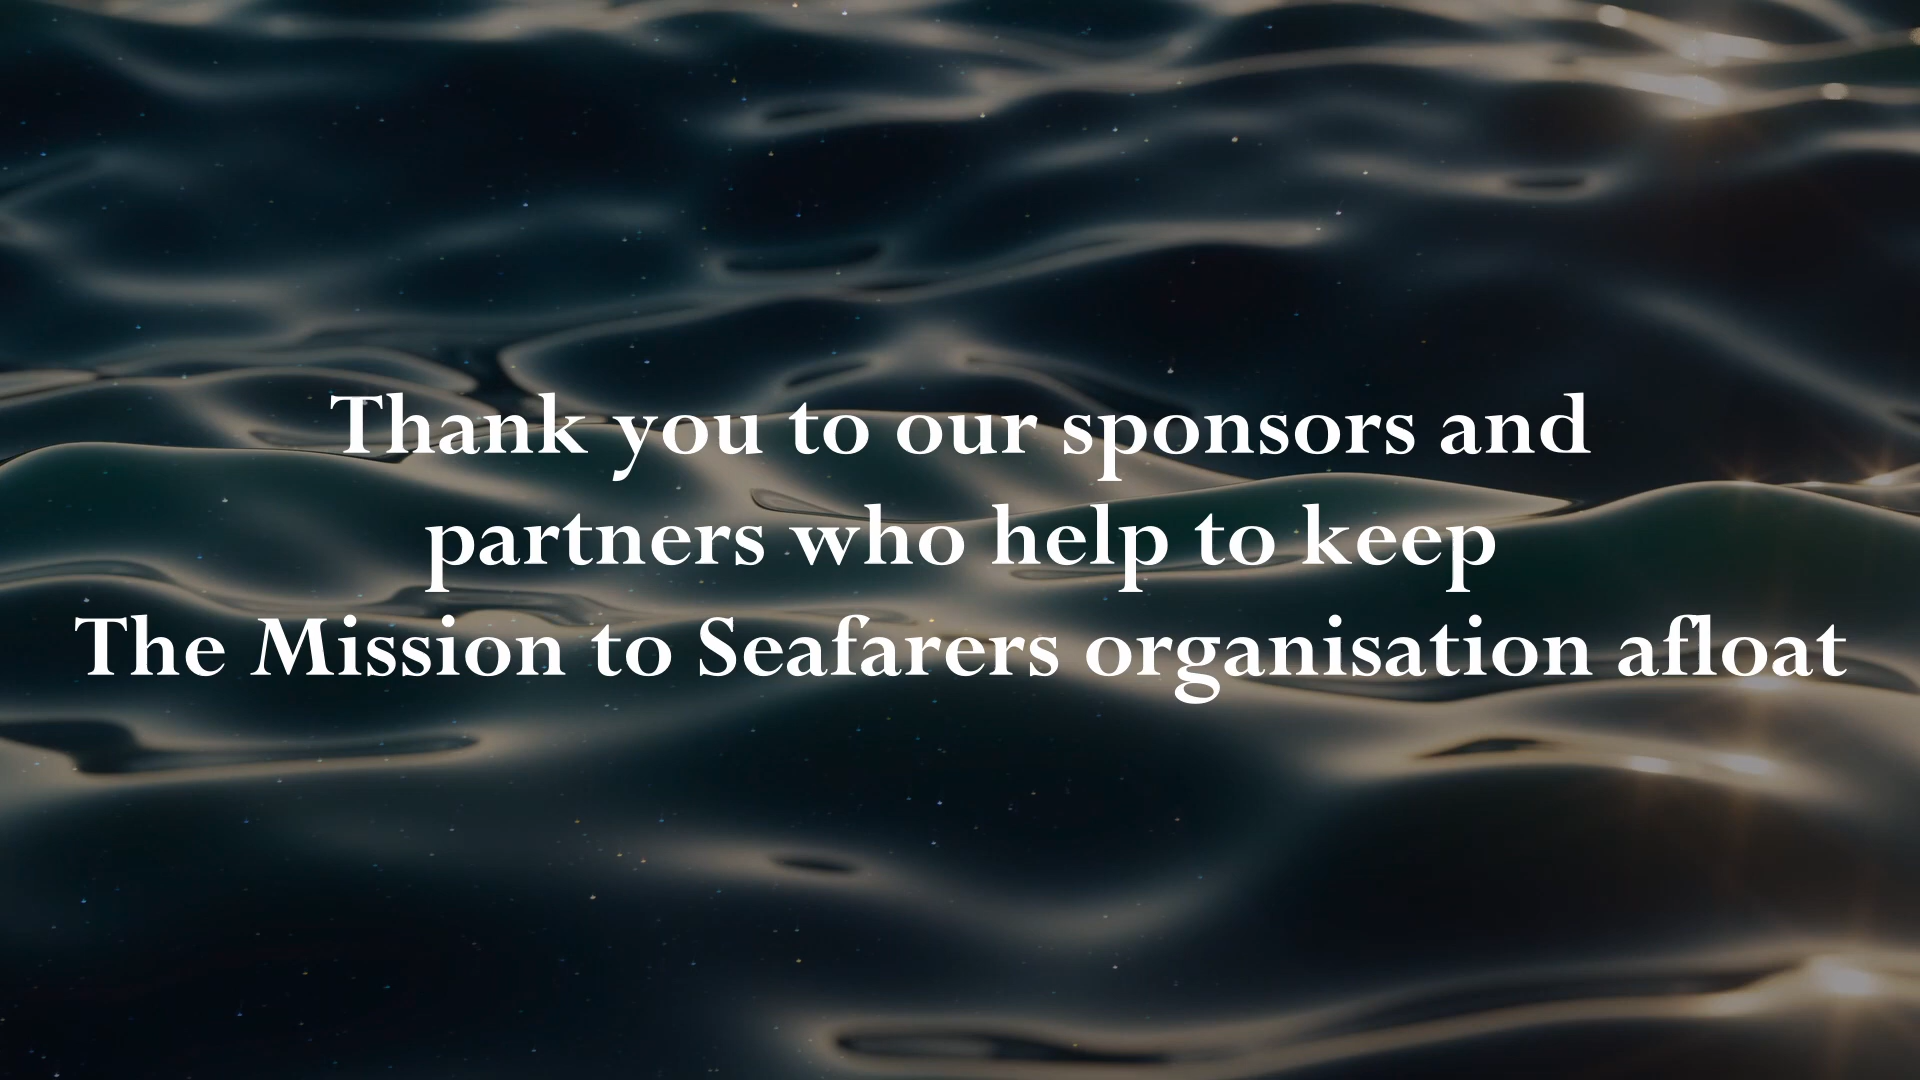 Thank you to our sponsors and
partners who help to keep
The Mission to Seafarers organisation afloat